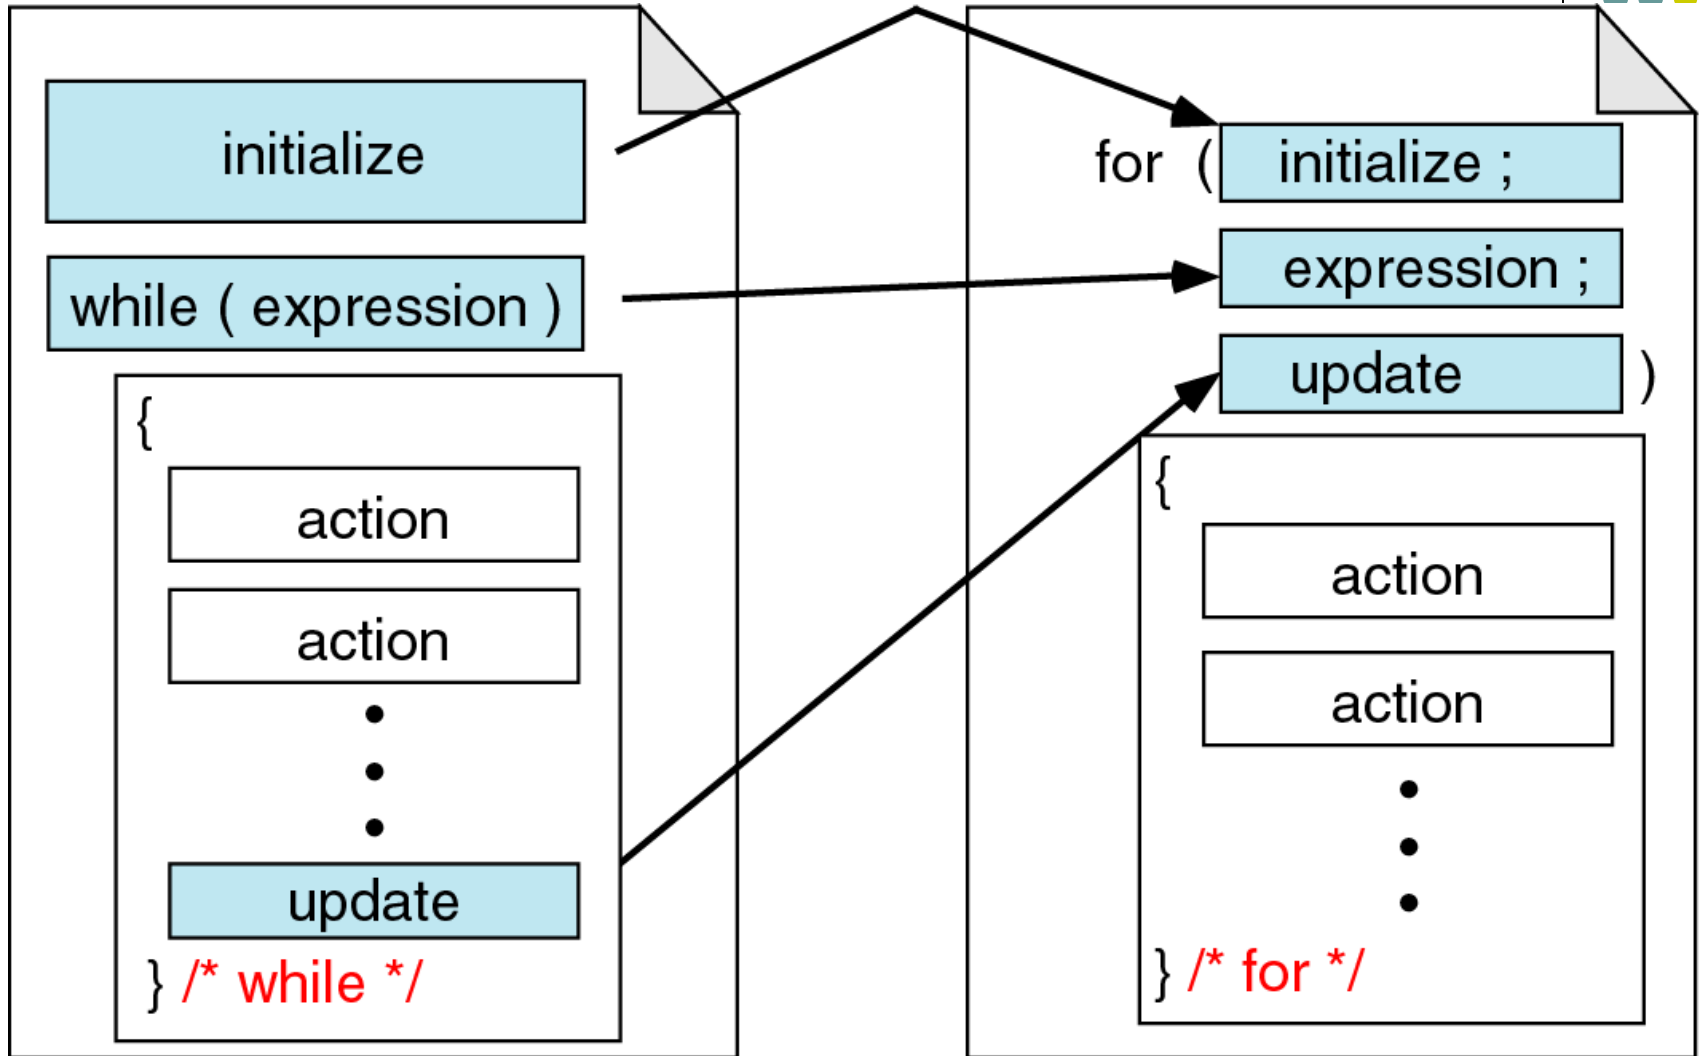 initialize
while ( expression )
{
action
action
update
} /* while */
for ( initialize ;
expression ;
update )
{
action
action
} /* for */